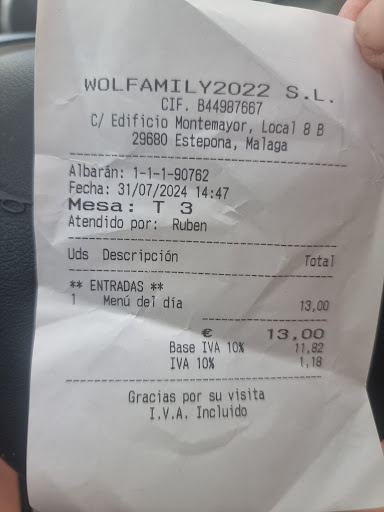 WOLFAMILY2022 S.L.
CIF. B44987667
C/ Edificio Montemayor, Local 8 B
29680 Estepona, Malaga
Albarán: 1-1-1-90762
Fecha: 31/07/2024 14:47
Mesa: T 3
Atendido por: Ruben
Uds Descripción Total
** ENTRADAS **
1 Menú del día 13,00
€ 13,00
Base IVA 10% 11,82
IVA 10% 1,18
Gracias por su visita
I.V.A. Incluido